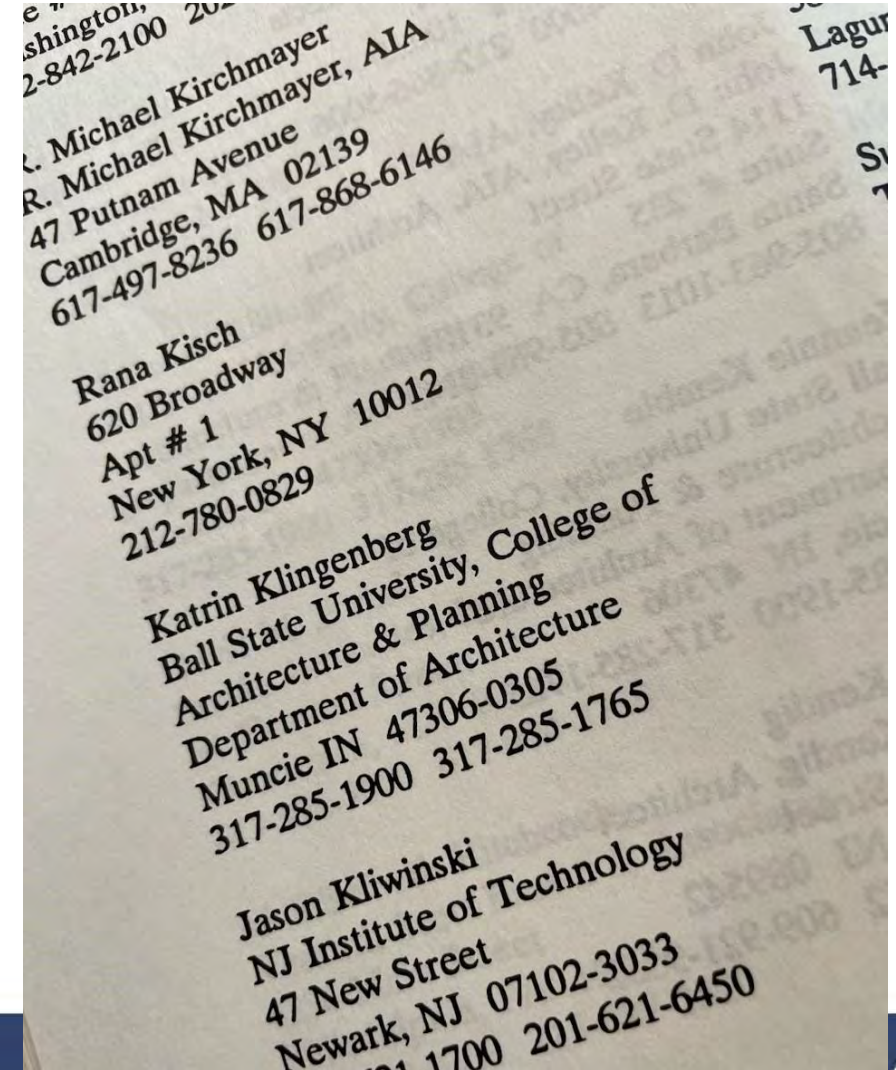 2-842-2100
R. Michael Kirchmayer
R. Michael Kirchmayer, AIA
47 Putnam Avenue
Cambridge, MA 02139
617-497-8236 617-868-6146
Rana Kisch
620 Broadway
Apt # 1
New York, NY 10012
212-780-0829
Katrin Klingenberg
Ball State University, College of
Architecture & Planning
Department of Architecture
Muncie IN 47306-0305
317-285-1900 317-285-1765
Jason Kliwinski
NJ Institute of Technology
47 New Street
Newark, NJ 07102-3033
1700 201-621-6450
714-